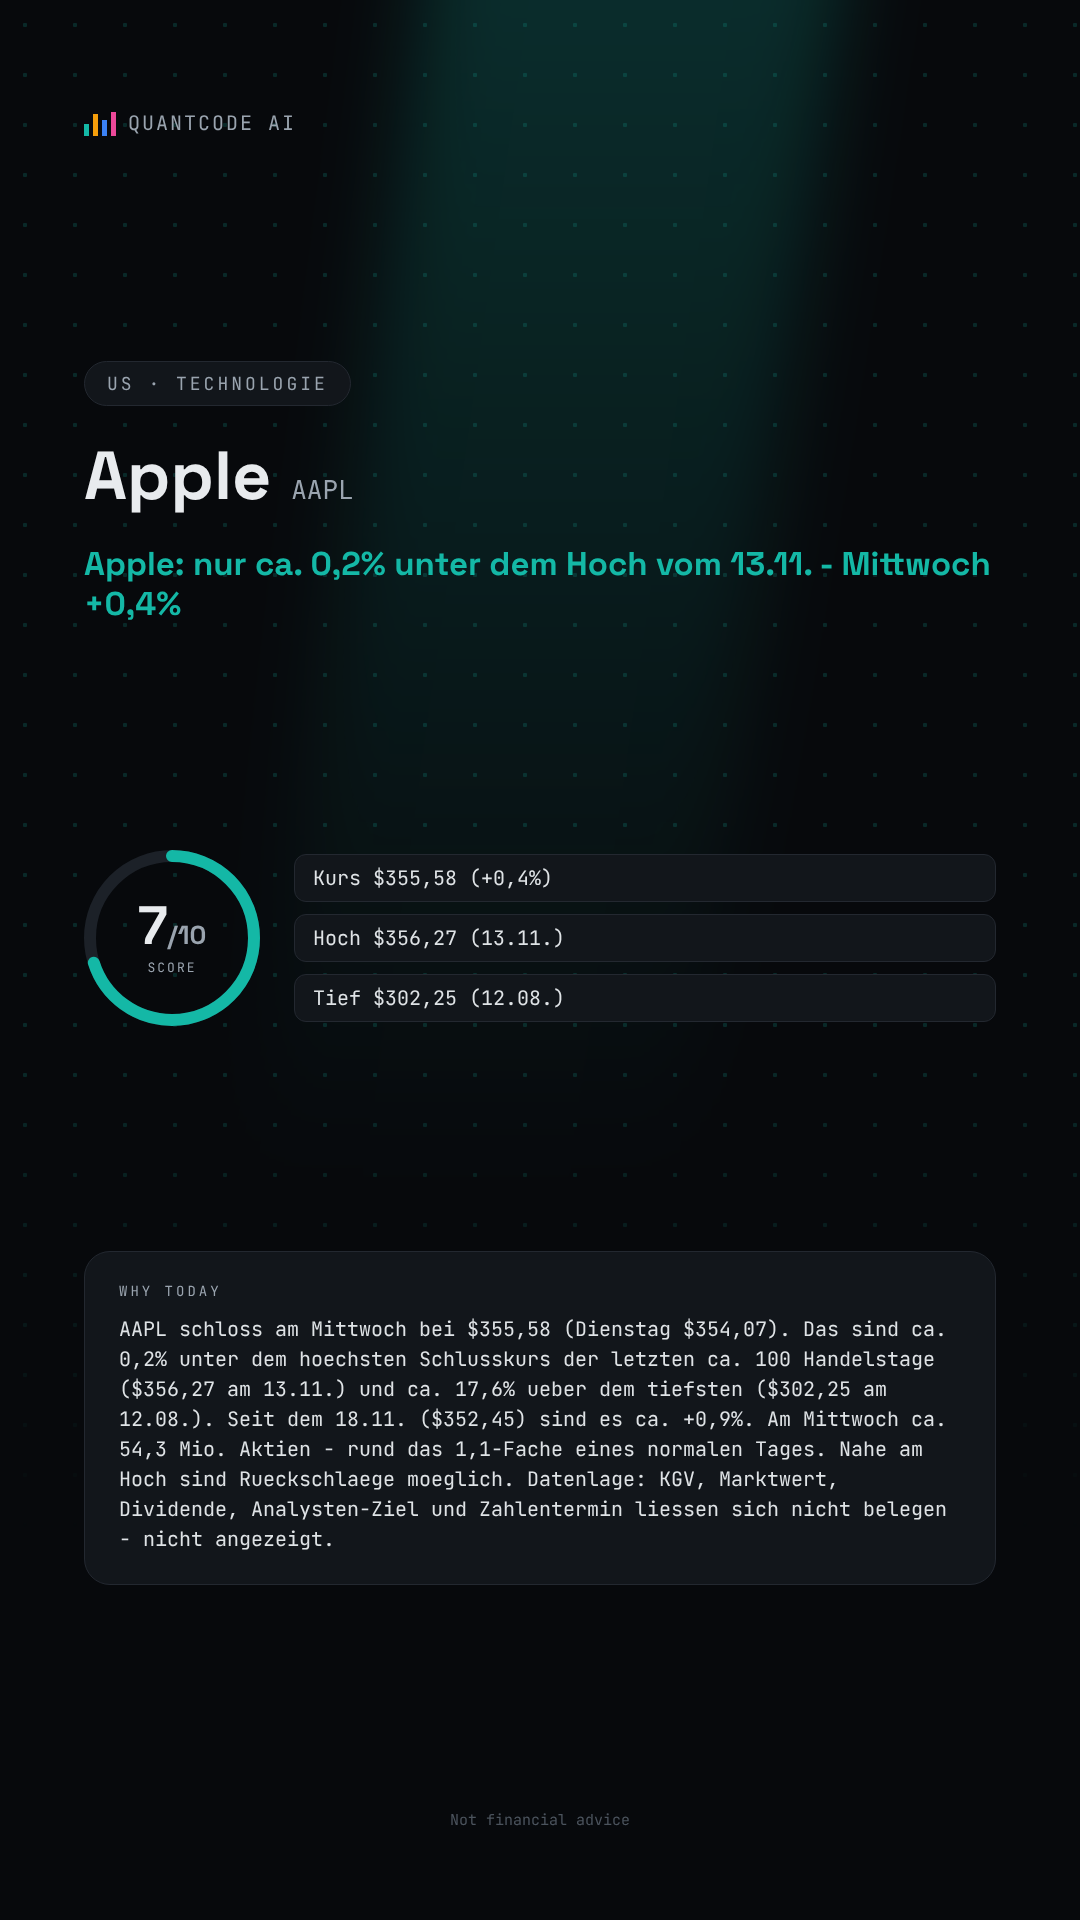 QUANTCODE AI
US · TECHNOLOGIE
Apple AAPL
Apple: nur ca. 0,2% unter dem Hoch vom 13.11. - Mittwoch
+0,4%
7/10
SCORE
Kurs $355,58 (+0,4%)
Hoch $356,27 (13.11.)
Tief $302,25 (12.08.)
WHY TODAY
AAPL schloss am Mittwoch bei $355,58 (Dienstag $354,07). Das sind ca.
0,2% unter dem hoechsten Schlusskurs der letzten ca. 100 Handelstage
($356,27 am 13.11.) und ca. 17,6% ueber dem tiefsten ($302,25 am
12.08.). Seit dem 18.11. ($352,45) sind es ca. +0,9%. Am Mittwoch ca.
54,3 Mio. Aktien - rund das 1,1-Fache eines normalen Tages. Nahe am
Hoch sind Rueckschlaege moeglich. Datenlage: KGV, Marktwert,
Dividende, Analysten-Ziel und Zahlentermin liessen sich nicht belegen
- nicht angezeigt.
Not financial advice